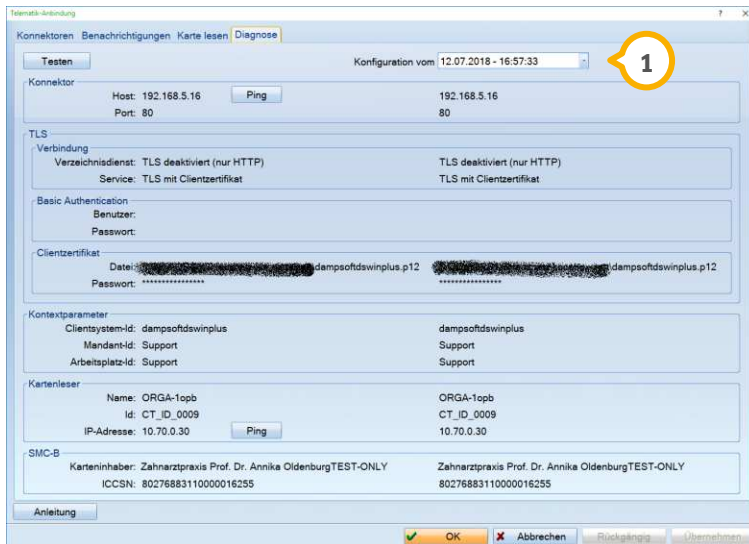 Telematik-Anbindung
Konnektoren Benachrichtigungen Karte lesen Diagnose
Testen Konfiguration vom 12.07.2018 - 16:57:33 1
Konnektor
Host: 192.168.5.16 Ping 192.168.5.16
Port: 80 80
TLS
Verbindung
Verzeichnisdienst: TLS deaktiviert (nur HTTP) TLS deaktiviert (nur HTTP)
Service: TLS mit Clientzertifikat TLS mit Clientzertifikat
Basic Authentication
Benutzer:
Passwort:
Clientzertifikat
Datei: dampsoftdswinplus.p12 \dampsoftdswinplus.p12
Passwort: **************** ****************
Kontextparameter
Clientsystem-Id: dampsoftdswinplus dampsoftdswinplus
Mandant-Id: Support Support
Arbeitsplatz-Id: Support Support
Kartenleser
Name: ORGA-1opb ORGA-1opb
Id: CT_ID_0009 CT_ID_0009
IP-Adresse: 10.70.0.30 Ping 10.70.0.30
SMC-B
Karteninhaber: Zahnarztpraxis Prof. Dr. Annika OldenburgTEST-ONLY Zahnarztpraxis Prof. Dr. Annika OldenburgTEST-ONLY
ICCSN: 80276883110000016255 80276883110000016255
Anleitung
OK Abbrechen Rückgängig Übernehmen